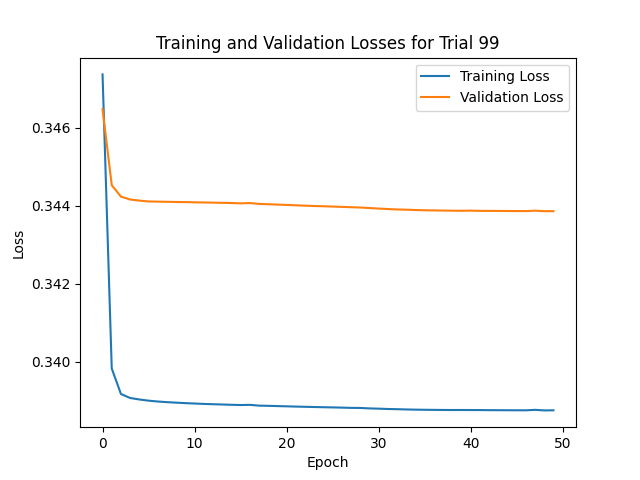 Training and Validation Losses for Trial 99
Training Loss
Validation Loss
0.346
0.344
0.342
0.340
Loss
0
10
20
30
40
50
Epoch